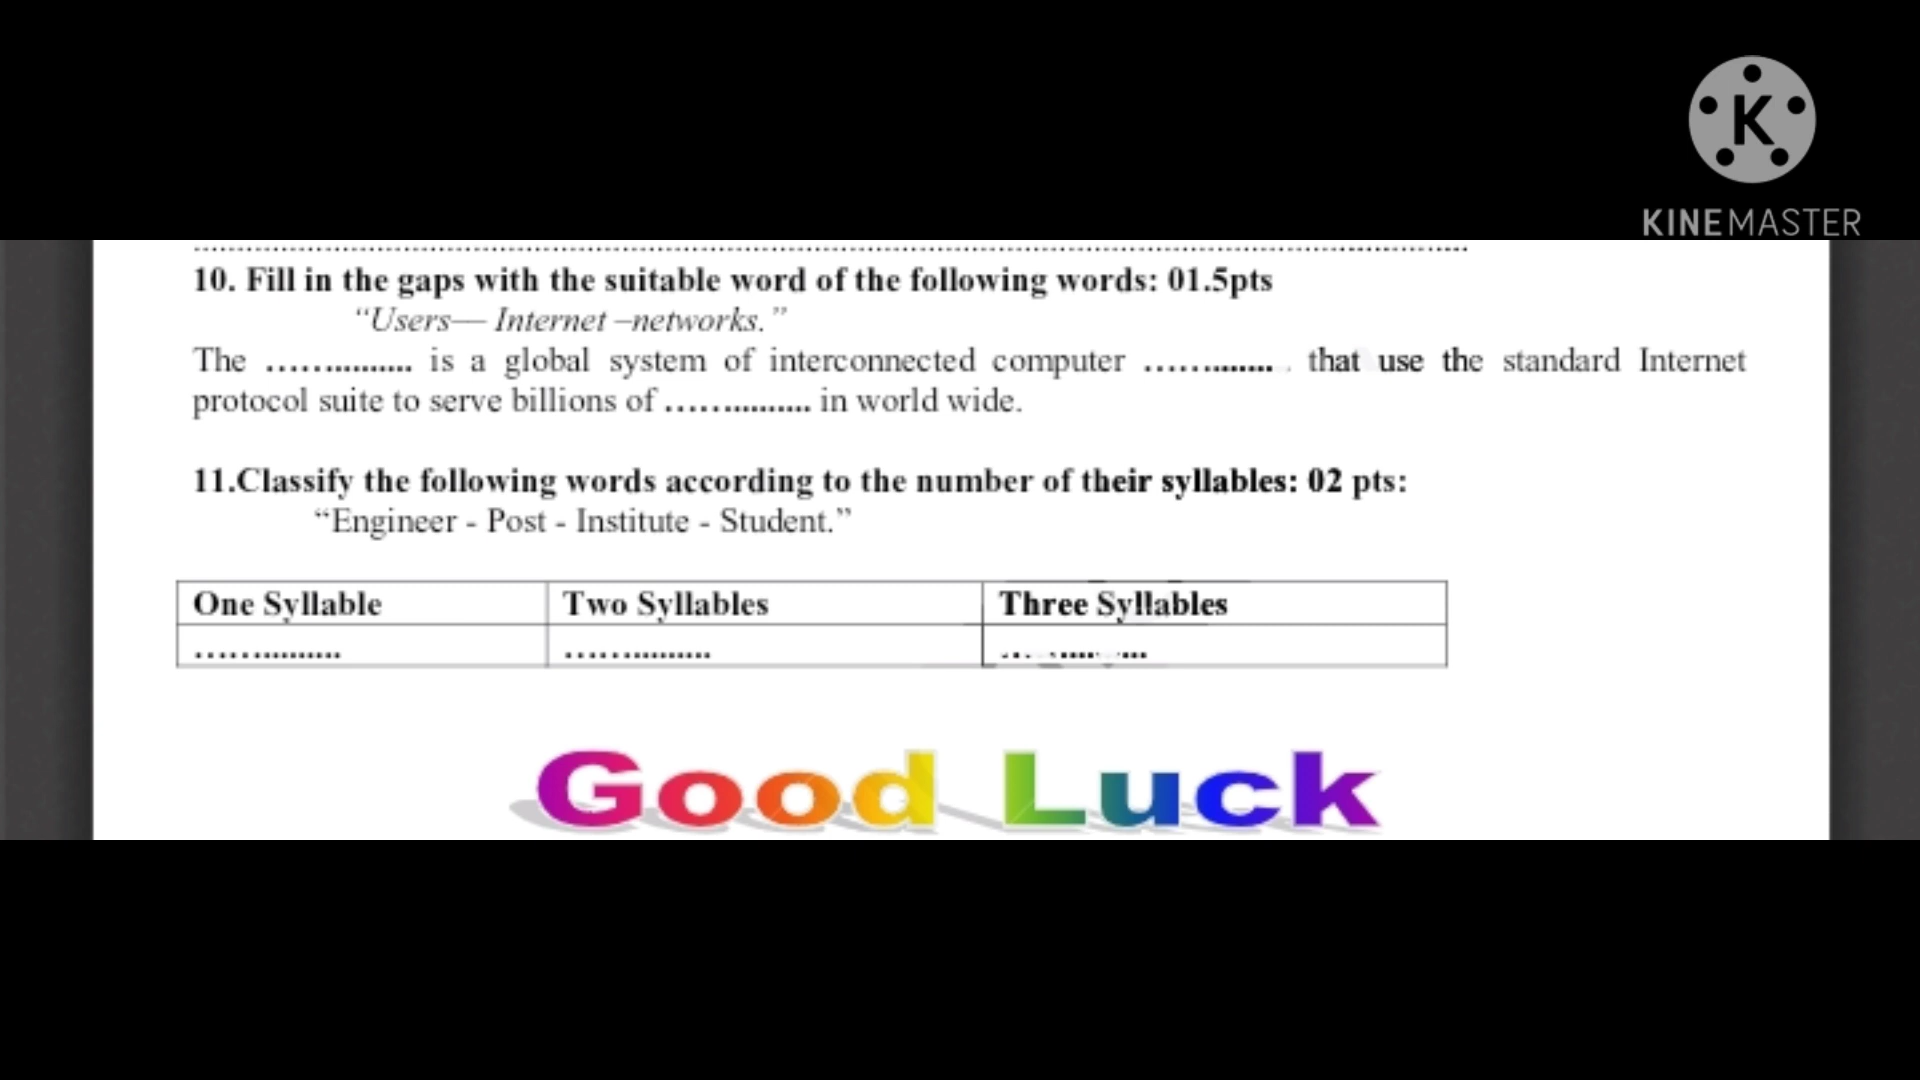 K
KINEMASTER
10. Fill in the gaps with the suitable word of the following words: 01.5pts
“Users— Internet –networks.”
The ................ is a global system of interconnected computer .............. . that use the standard Internet
protocol suite to serve billions of ................ in world wide.
11.Classify the following words according to the number of their syllables: 02 pts:
“Engineer - Post - Institute - Student.”
One Syllable Two Syllables Three Syllables
................ ................ ................
Good Luck